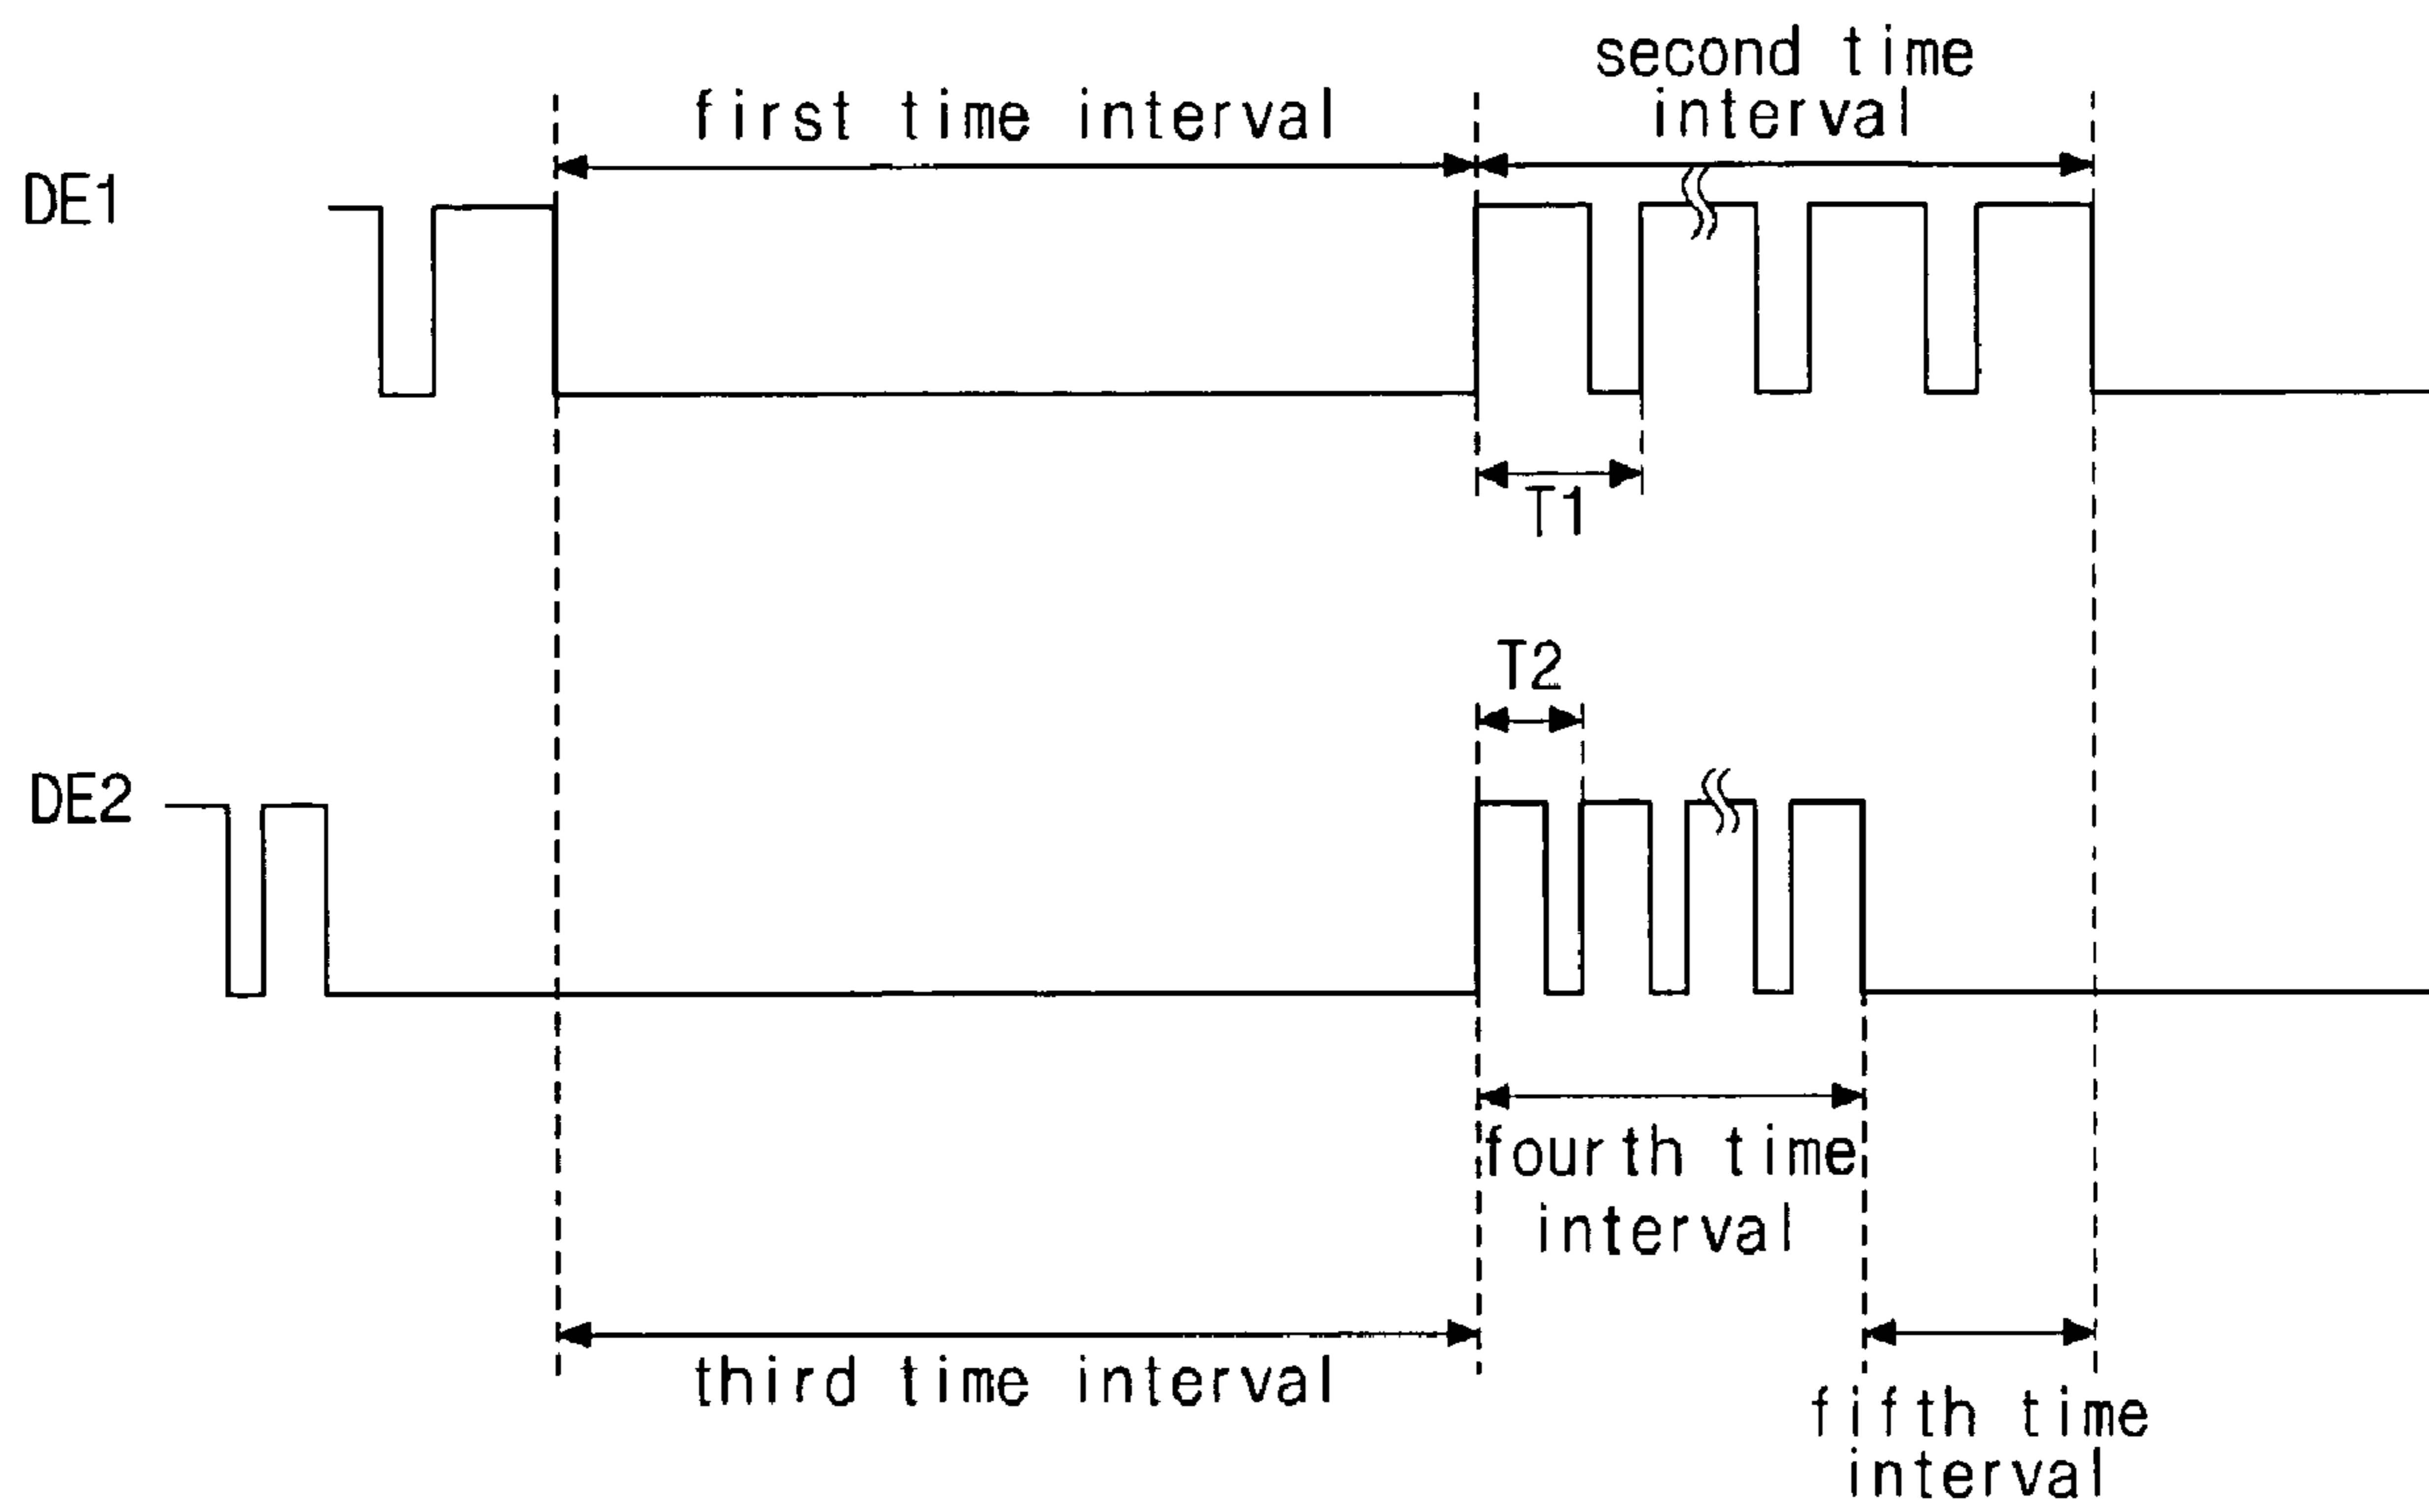 second time
interval
first time interval
DE1
T1
T2
DE2
fourth time
interval
third time interval
fifth time
interval